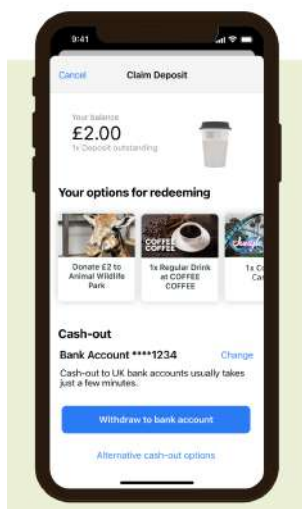 9:41
Cancel
Claim Deposit
Your balance
£2.00
1x Deposit outstanding
Your options for redeeming
COFFEE
COFFEE
Donate £2 to
Animal Wildlife
Park
1x Regular Drink
at COFFEE
COFFEE
Cash-out
Bank Account ****1234
Change
Cash-out to UK bank accounts usually takes
just a few minutes.
Withdraw to bank account
Alternative cash-out options